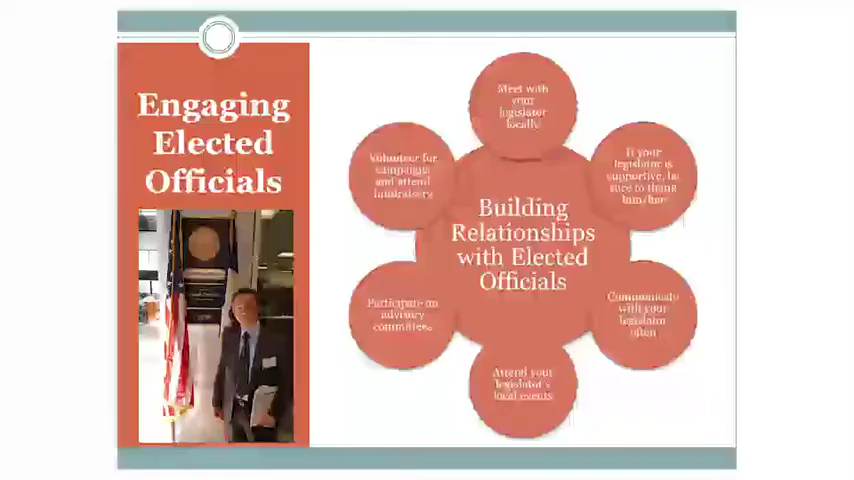 Engaging
Elected
Officials
Building
Relationships
with Elected
Officials
Meet with
your
legislator
locally
If your
legislator is
supportive, be
sure to thank
him/her
Communicate
with your
legislator
often
Attend your
legislator's
local events
Participate on
advisory
committees
Volunteer for
campaigns
and attend
fundraisers